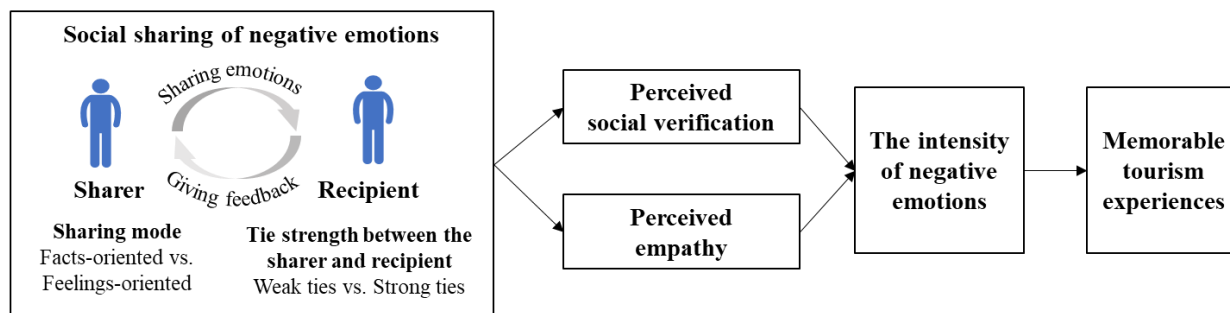 Social sharing of negative emotions
Sharing emotions
Giving feedback
Sharer
Recipient
Sharing mode
Facts-oriented vs.
Feelings-oriented
Tie strength between the
sharer and recipient
Weak ties vs. Strong ties
Perceived
social verification
Perceived
empathy
The intensity
of negative
emotions
Memorable
tourism
experiences